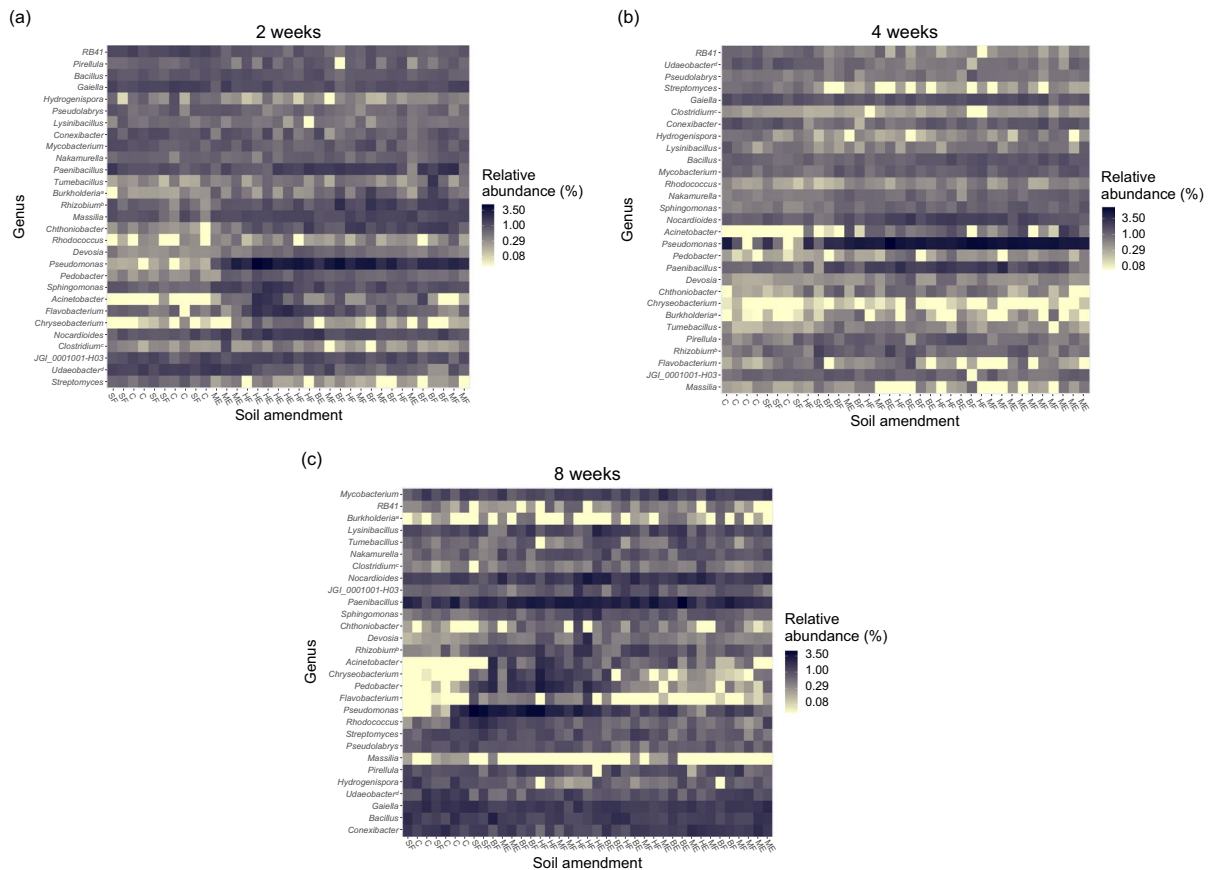 (a)
2 weeks
Genus
RB41
Pirellula
Bacillus
Gaiella
Hydrogenispora
Pseudolabrys
Lysinibacillus
Conexibacter
Mycobacterium
Nakamurella
Paenibacillus
Tumebacillus
Burkholderiaᵃ
Rhizobiumᵇ
Massilia
Chthoniobacter
Rhodococcus
Devosia
Pseudomonas
Pedobacter
Sphingomonas
Acinetobacter
Flavobacterium
Chryseobacterium
Nocardioides
Clostridiumᶜ
JGI_0001001-H03
Udaeobacterᵈ
Streptomyces
Soil amendment
Relative
abundance (%)
3.50
1.00
0.29
0.08
(b)
4 weeks
Genus
RB41
Udaeobacterᵈ
Pseudolabrys
Streptomyces
Gaiella
Clostridiumᶜ
Conexibacter
Hydrogenispora
Lysinibacillus
Bacillus
Mycobacterium
Rhodococcus
Nakamurella
Sphingomonas
Nocardioides
Acinetobacter
Pseudomonas
Pedobacter
Paenibacillus
Devosia
Chthoniobacter
Chryseobacterium
Burkholderiaᵃ
Tumebacillus
Pirellula
Rhizobiumᵇ
Flavobacterium
JGI_0001001-H03
Massilia
Soil amendment
Relative
abundance (%)
3.50
1.00
0.29
0.08
(c)
8 weeks
Genus
Mycobacterium
RB41
Burkholderiaᵃ
Lysinibacillus
Tumebacillus
Nakamurella
Clostridiumᶜ
Nocardioides
JGI_0001001-H03
Paenibacillus
Sphingomonas
Chthoniobacter
Devosia
Rhizobiumᵇ
Acinetobacter
Chryseobacterium
Pedobacter
Flavobacterium
Pseudomonas
Rhodococcus
Streptomyces
Pseudolabrys
Massilia
Pirellula
Hydrogenispora
Udaeobacterᵈ
Gaiella
Bacillus
Conexibacter
Soil amendment
Relative
abundance (%)
3.50
1.00
0.29
0.08